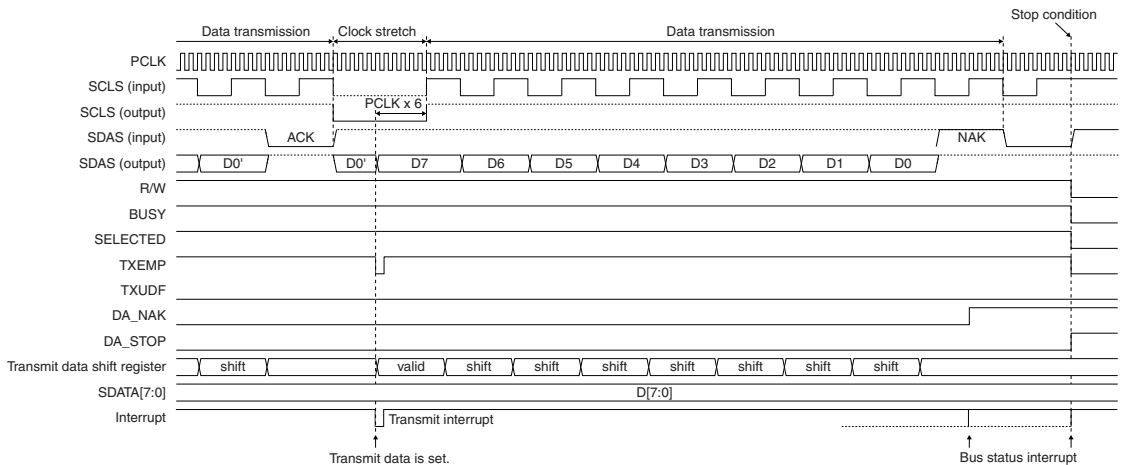 Stop condition
Data transmission Clock stretch Data transmission
PCLK
SCLS (input)
SCLS (output) PCLK x 6
SDAS (input) ACK NAK
SDAS (output) D0' D0' D7 D6 D5 D4 D3 D2 D1 D0
R/W
BUSY
SELECTED
TXEMP
TXUDF
DA_NAK
DA_STOP
Transmit data shift register shift valid shift shift shift shift shift shift shift
SDATA[7:0] D[7:0]
Interrupt Transmit interrupt
Transmit data is set. Bus status interrupt